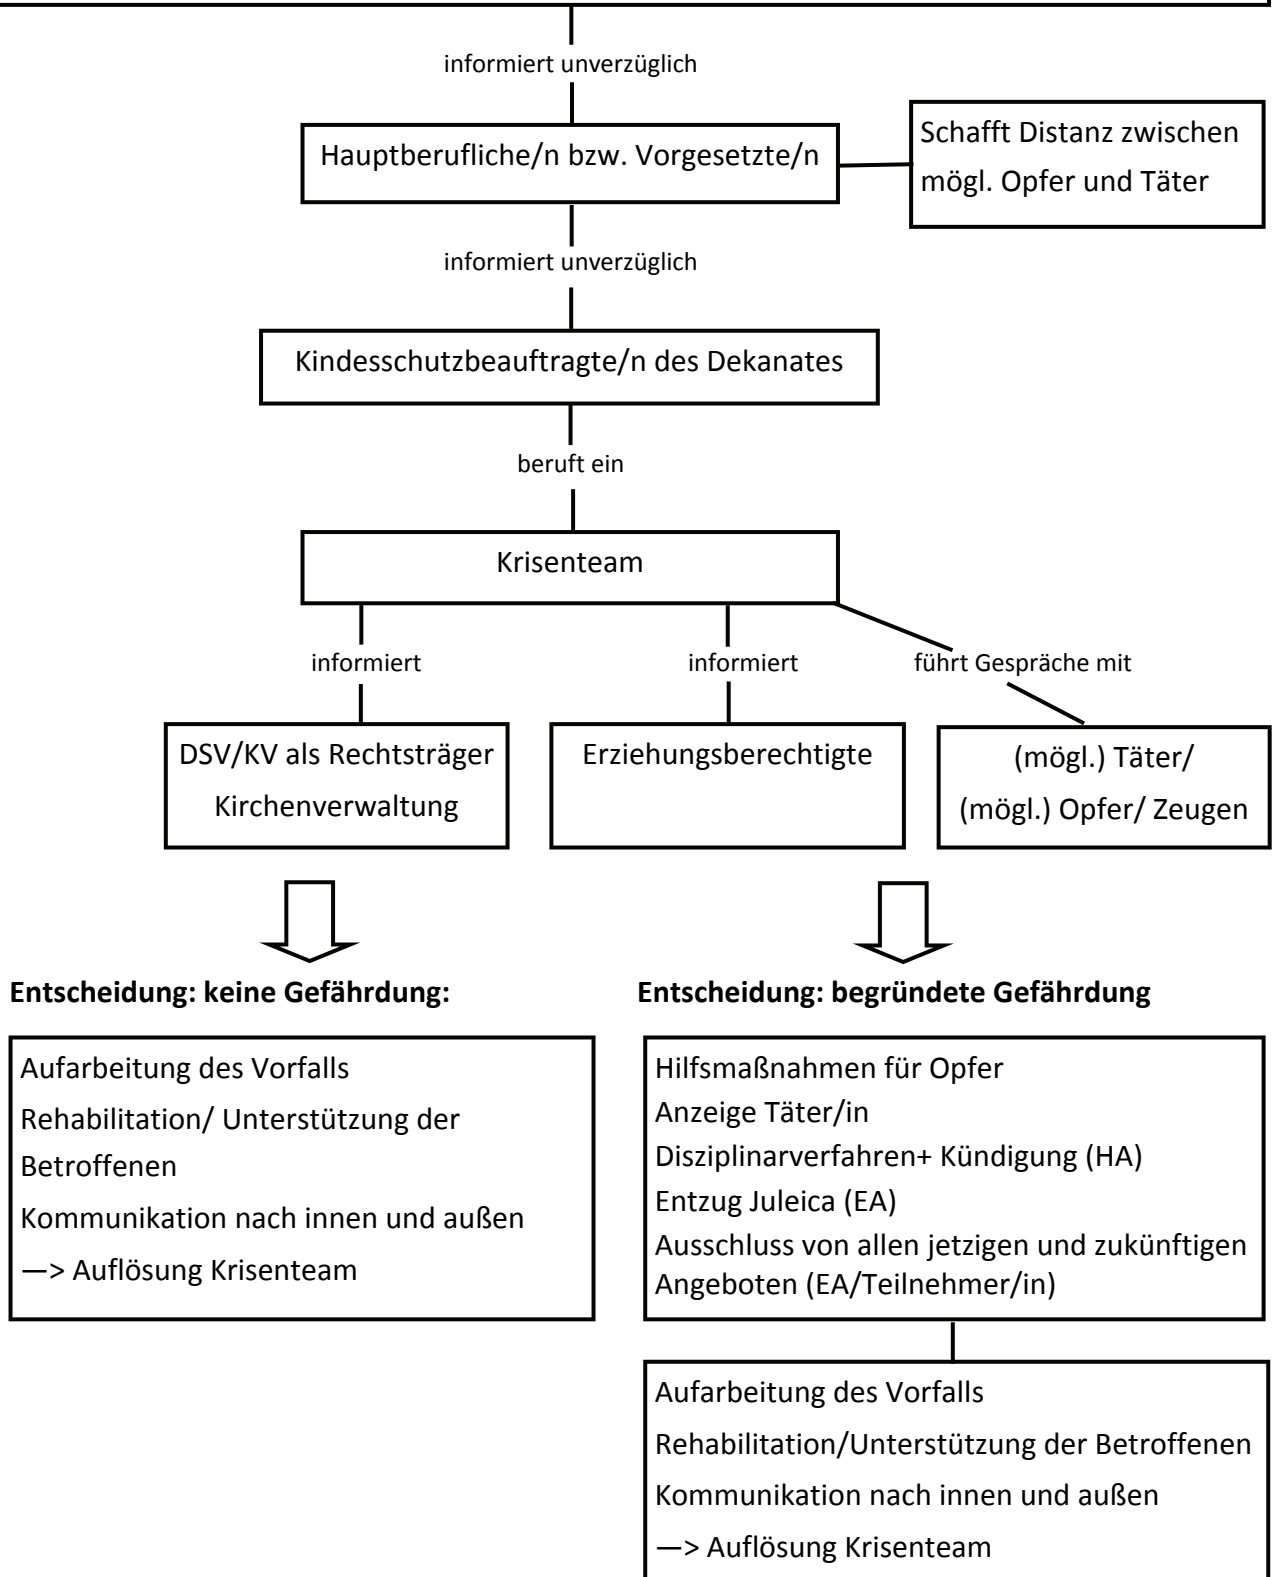 informiert unverzüglich
Hauptberufliche/n bzw. Vorgesetzte/n
Schafft Distanz zwischen
mögl. Opfer und Täter
informiert unverzüglich
Kindesschutzbeauftragte/n des Dekanates
beruft ein
Krisenteam
informiert
informiert
führt Gespräche mit
DSV/KV als Rechtsträger
Kirchenverwaltung
Erziehungsberechtigte
(mögl.) Täter/
(mögl.) Opfer/ Zeugen
Entscheidung: keine Gefährdung:
Aufarbeitung des Vorfalls
Rehabilitation/ Unterstützung der
Betroffenen
Kommunikation nach innen und außen
—> Auflösung Krisenteam
Entscheidung: begründete Gefährdung
Hilfsmaßnahmen für Opfer
Anzeige Täter/in
Disziplinarverfahren+ Kündigung (HA)
Entzug Juleica (EA)
Ausschluss von allen jetzigen und zukünftigen
Angeboten (EA/Teilnehmer/in)
Aufarbeitung des Vorfalls
Rehabilitation/Unterstützung der Betroffenen
Kommunikation nach innen und außen
—> Auflösung Krisenteam